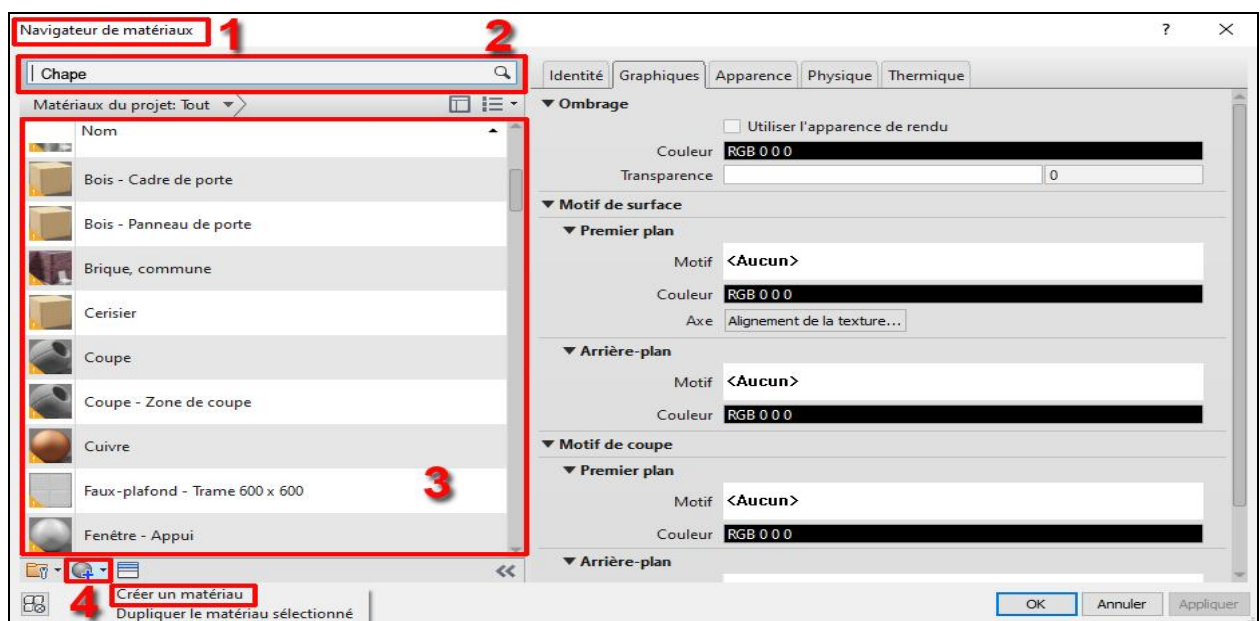 Navigateur de matériaux
1
2
?
Chape
Identité Graphiques Apparence Physique Thermique
Matériaux du projet: Tout
Nom
Bois - Cadre de porte
Bois - Panneau de porte
Brique, commune
Cerisier
Coupe
Coupe - Zone de coupe
Cuivre
Faux-plafond - Trame 600 x 600
3
Fenêtre - Appui
4
Créer un matériau
Dupliquer le matériau sélectionné
Ombrage
Utiliser l'apparence de rendu
Couleur RGB 0 0 0
Transparence 0
Motif de surface
Premier plan
Motif <Aucun>
Couleur RGB 0 0 0
Axe Alignement de la texture...
Arrière-plan
Motif <Aucun>
Couleur RGB 0 0 0
Motif de coupe
Premier plan
Motif <Aucun>
Couleur RGB 0 0 0
Arrière-plan
OK Annuler Appliquer